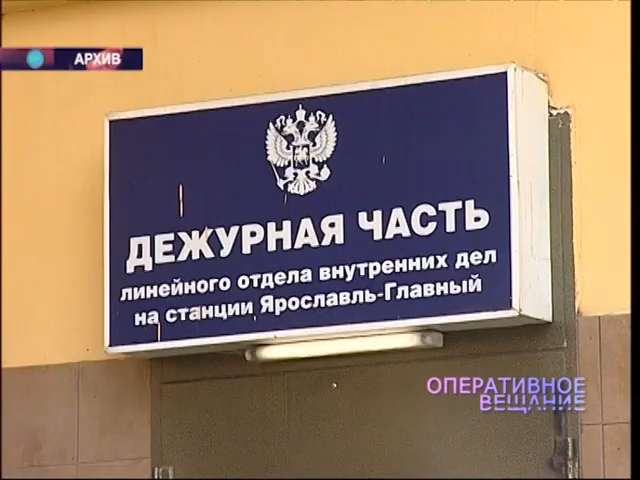 АРХИВ
ДЕЖУРНАЯ ЧАСТЬ
линейного отдела внутренних дел
на станции Ярославль-Главный
ОПЕРАТИВНОЕ
ВЕЩАНИЕ